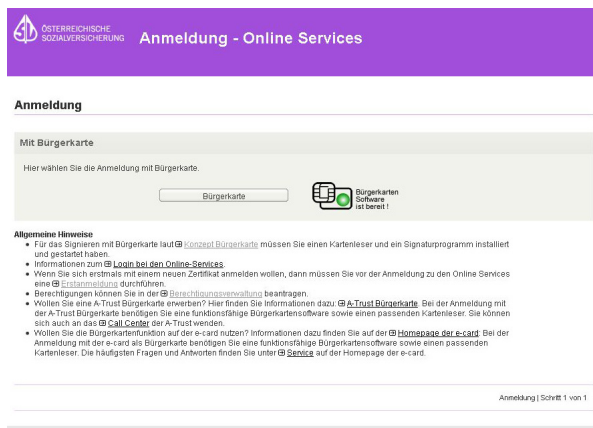 ÖSTERREICHISCHE
SOZIALVERSICHERUNG
Anmeldung - Online Services
Anmeldung
Mit Bürgerkarte
Hier wählen Sie die Anmeldung mit Bürgerkarte.
Bürgerkarte
Bürgerkarten
Software
ist bereit !
Allgemeine Hinweise
Für das Signieren mit Bürgerkarte laut Konzept Bürgerkarte müssen Sie einen Kartenleser und ein Signaturprogramm installiert
und gestartet haben.
Informationen zum Login bei den Online-Services.
Wenn Sie sich erstmals mit einem neuen Zertifikat anmelden wollen, dann müssen Sie vor der Anmeldung zu den Online Services
eine Erstanmeldung durchführen.
Berechtigungen können Sie in der Berechtigungsverwaltung beantragen.
Wollen Sie eine A-Trust Bürgerkarte erwerben? Hier finden Sie Informationen dazu: A-Trust Bürgerkarte. Bei der Anmeldung mit
der A-Trust Bürgerkarte benötigen Sie eine funktionsfähige Bürgerkartensoftware sowie einen passenden Kartenleser. Sie können
sich auch an das Call Center der A-Trust wenden.
Wollen Sie die Bürgerkartenfunktion auf der e-card nutzen? Informationen dazu finden Sie auf der Homepage der e-card. Bei der
Anmeldung mit der e-card als Bürgerkarte benötigen Sie eine funktionsfähige Bürgerkartensoftware sowie einen passenden
Kartenleser. Die häufigsten Fragen und Antworten finden Sie unter Service auf der Homepage der e-card.
Anmeldung | Schritt 1 von 1